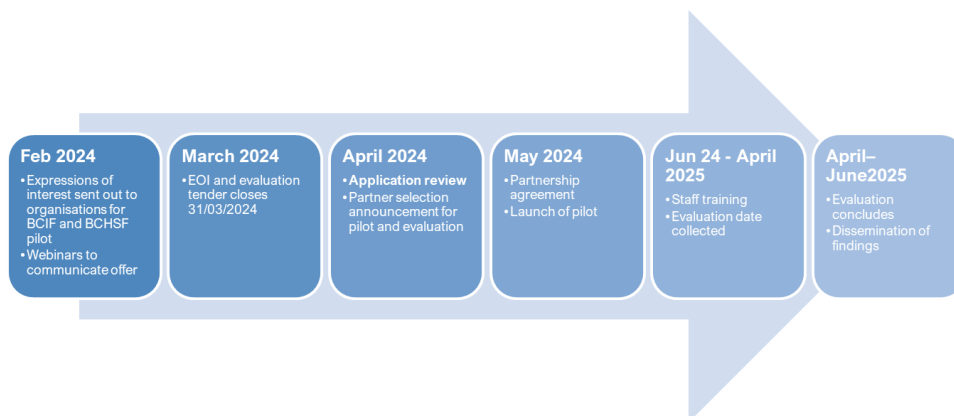 Feb 2024
•Expressions of
interest sent out to
organisations for
BCIF and BCHSF
pilot
•Webinars to
communicate offer
March 2024
•EOI and evaluation
tender closes
31/03/2024
April 2024
•Application review
•Partner selection
announcement for
pilot and evaluation
May 2024
•Partnership
agreement
•Launch of pilot
Jun 24 - April
2025
•Staff training
•Evaluation date
collected
April–
June2025
•Evaluation
concludes
•Dissemination of
findings